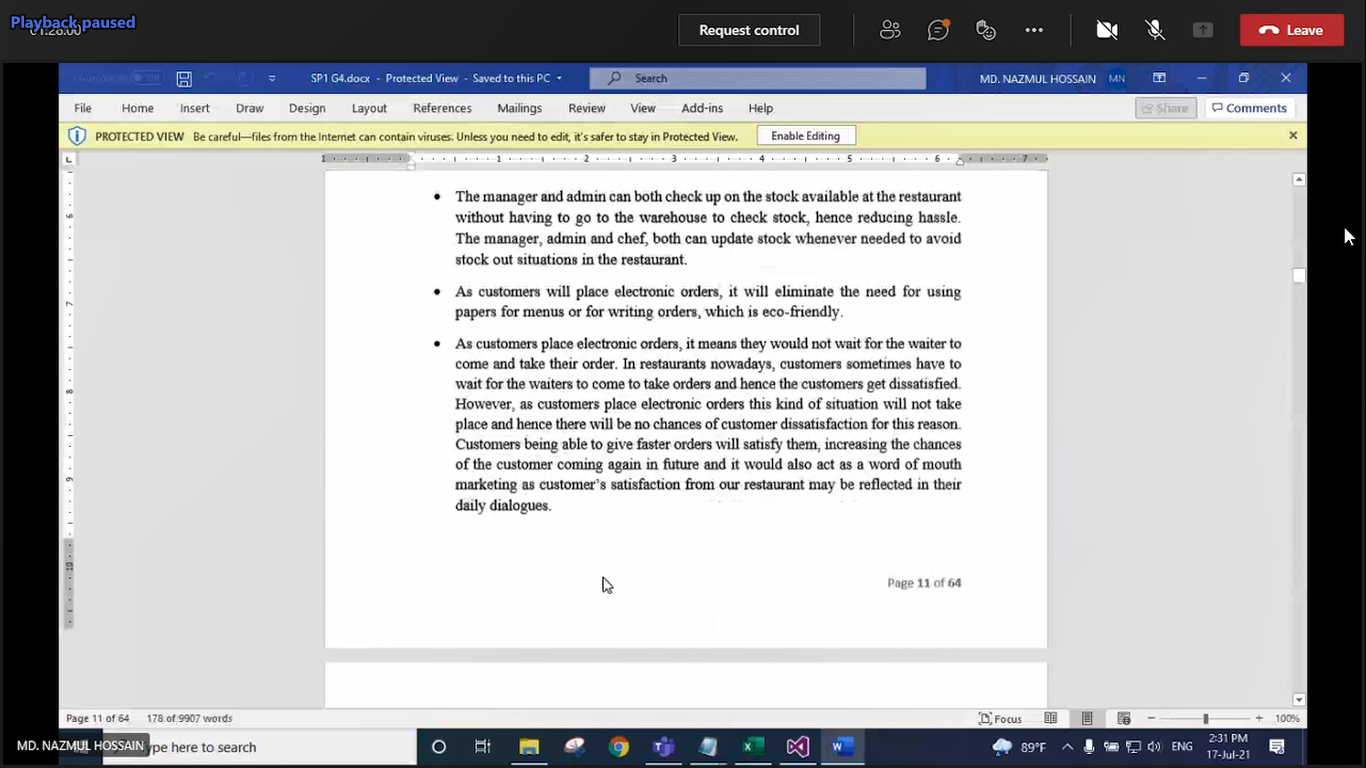 Playback paused
Request control
Leave
SP1 G4.docx - Protected View - Saved to this PC
Search
MD. NAZMUL HOSSAIN
MN
File Home Insert Draw Design Layout References Mailings Review View Add-ins Help
Share
Comments
PROTECTED VIEW Be careful—files from the Internet can contain viruses. Unless you need to edit, it's safer to stay in Protected View.
Enable Editing
1 1 2 3 4 5 6 7
The manager and admin can both check up on the stock available at the restaurant
without having to go to the warehouse to check stock, hence reducing hassle.
The manager, admin and chef, both can update stock whenever needed to avoid
stock out situations in the restaurant.
As customers will place electronic orders, it will eliminate the need for using
papers for menus or for writing orders, which is eco-friendly.
As customers place electronic orders, it means they would not wait for the waiter to
come and take their order. In restaurants nowadays, customers sometimes have to
wait for the waiters to come to take orders and hence the customers get dissatisfied.
However, as customers place electronic orders this kind of situation will not take
place and hence there will be no chances of customer dissatisfaction for this reason.
Customers being able to give faster orders will satisfy them, increasing the chances
of the customer coming again in future and it would also act as a word of mouth
marketing as customer's satisfaction from our restaurant may be reflected in their
daily dialogues.
Page 11 of 64
Page 11 of 64
178 of 9907 words
Focus
100%
MD. NAZMUL HOSSAIN
ype here to search
89°F
ENG
2:31 PM
17-Jul-21